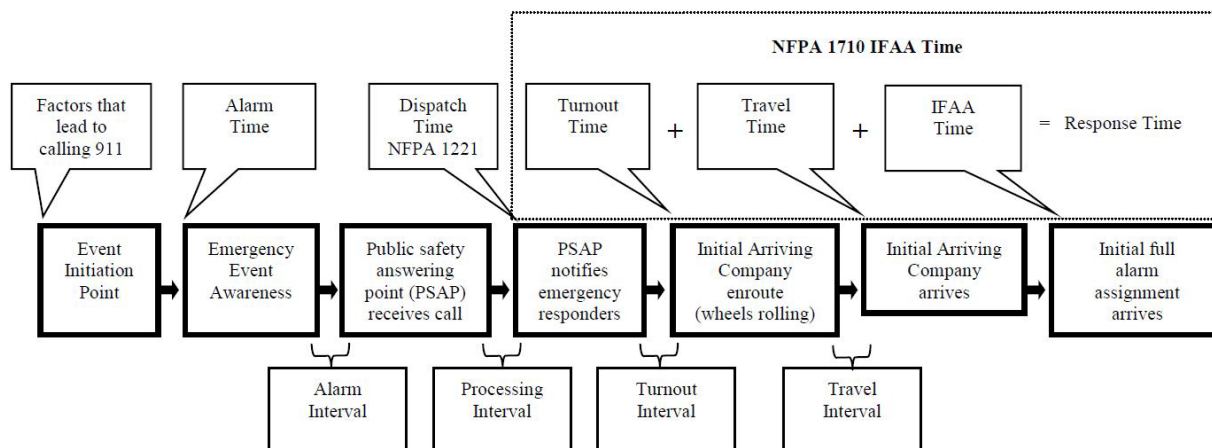 NFPA 1710 IFAA Time
Factors that
lead to
calling 911
Alarm
Time
Dispatch
Time
NFPA 1221
Turnout
Time
+
Travel
Time
+
IFAA
Time
= Response Time
Event
Initiation
Point
Emergency
Event
Awareness
Public safety
answering
point (PSAP)
receives call
PSAP
notifies
emergency
responders
Initial Arriving
Company
enroute
(wheels rolling)
Initial Arriving
Company
arrives
Initial full
alarm
assignment
arrives
Alarm
Interval
Processing
Interval
Turnout
Interval
Travel Interval